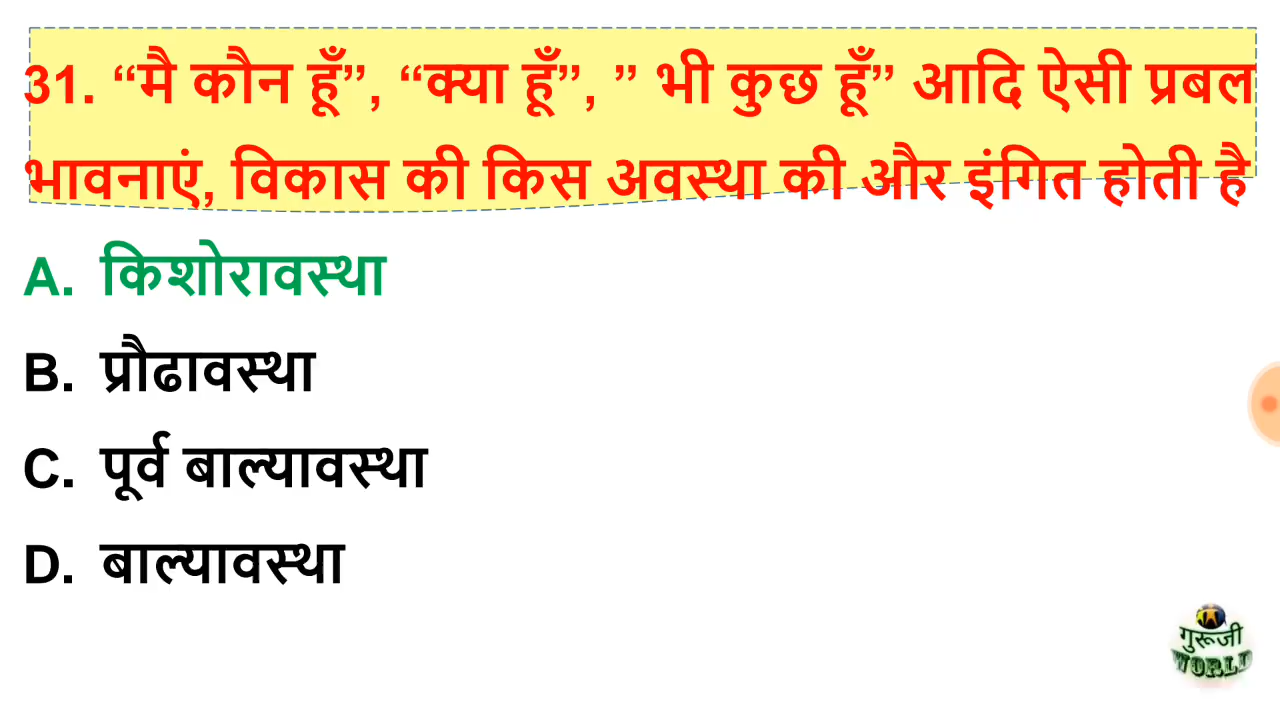 31. “मै कौन हूँ”, “क्या हूँ”, ” भी कुछ हूँ” आदि ऐसी प्रबल
भावनाएं, विकास की किस अवस्था की और इंगित होती है
A. किशोरावस्था
B. प्रौढावस्था
C. पूर्व बाल्यावस्था
D. बाल्यावस्था
गुरूजी
WORLD